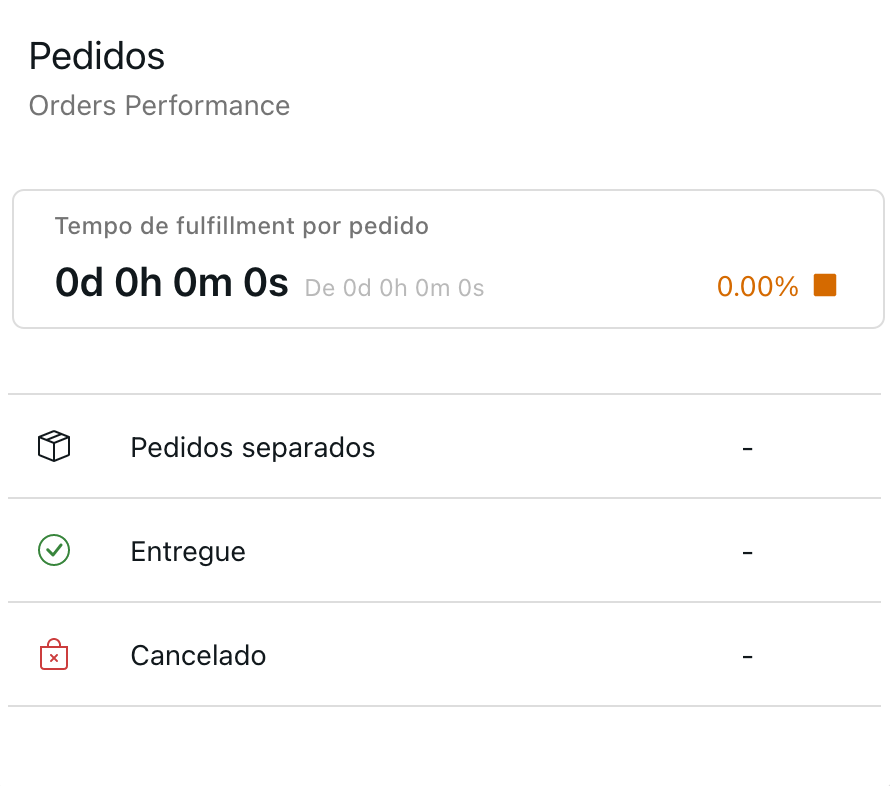 Pedidos
Orders Performance
Tempo de fulfillment por pedido
0d 0h 0m 0s De 0d 0h 0m 0s 0.00%
Pedidos separados -
Entregue -
Cancelado -